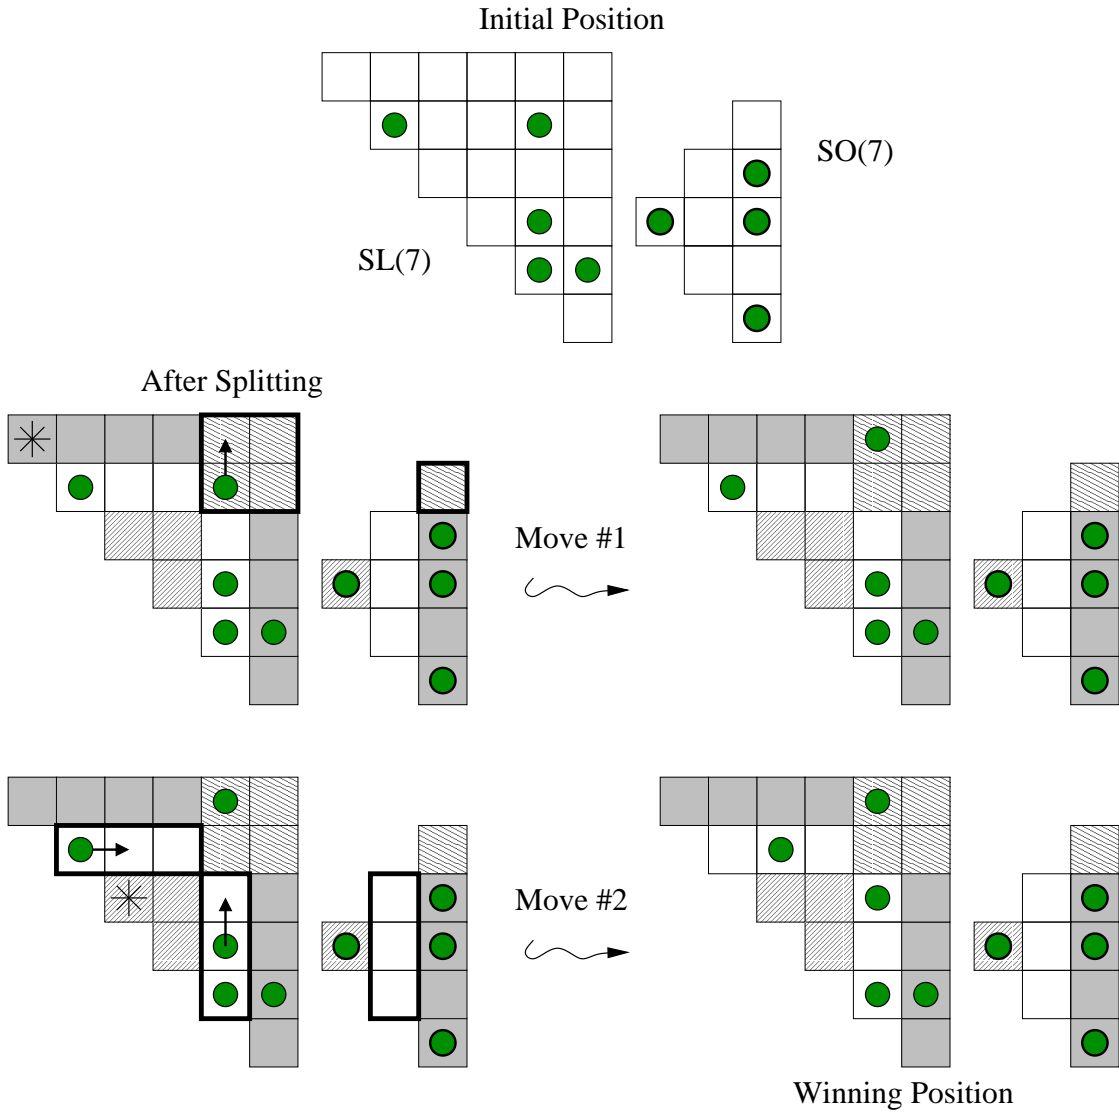 Initial Position
SO(7)
SL(7)
After Splitting
Move #1
Move #2
Winning Position